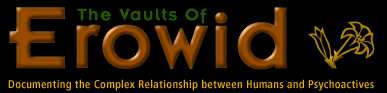 The Vaults Of
Erowid
Documenting the Complex Relationship between Humans and Psychoactives